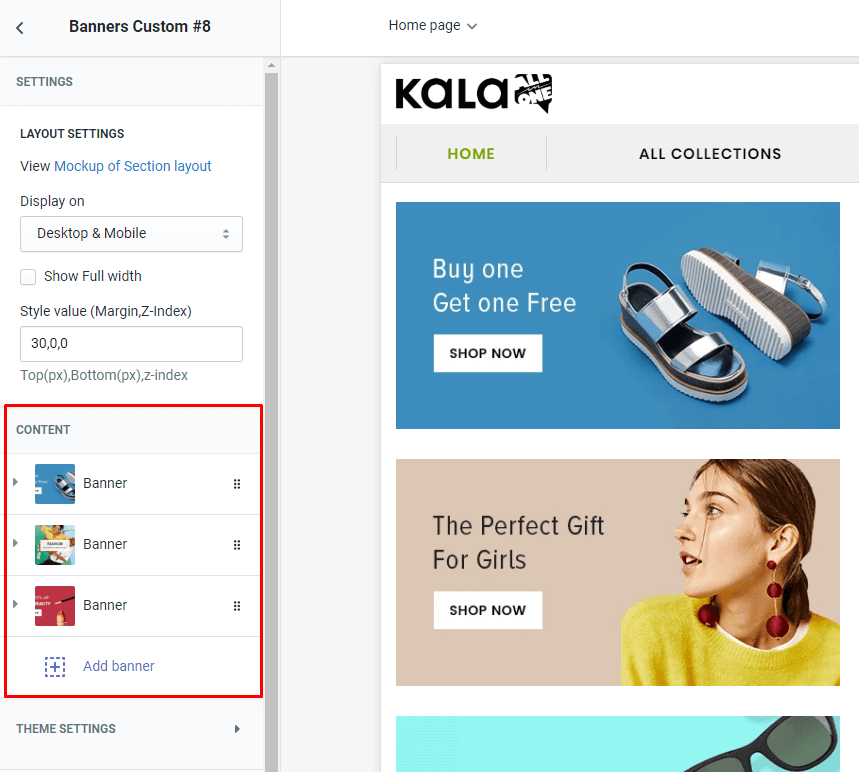 Banners Custom #8
SETTINGS
LAYOUT SETTINGS
View Mockup of Section layout
Display on
Desktop & Mobile
Show Full width
Style value (Margin,Z-Index)
30,0,0
Top(px),Bottom(px),z-index
CONTENT
Banner
FASHION
Banner
Banner
Add banner
THEME SETTINGS
Home page
KALA
ALL
ONE
HOME
ALL COLLECTIONS
Buy one
Get one Free
SHOP NOW
The Perfect Gift
For Girls
SHOP NOW